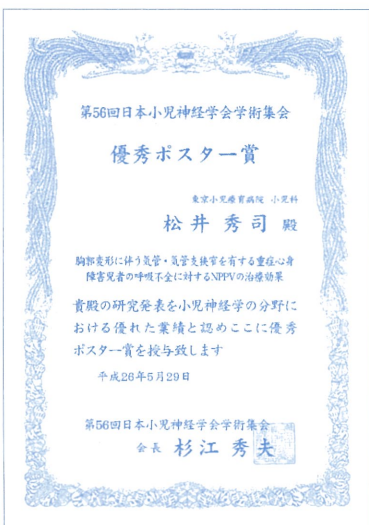 第56回日本小児神経学会学術集会
優秀ポスター賞
東京小児療育病院 小児科
松井秀司 殿
胸郭変形に伴う気管・気管支狭窄を有する重症心身
障害児者の呼吸不全に対するNPPVの治療効果
貴殿の研究発表を小児神経学の分野に
おける優れた業績と認めここに優秀
ポスター賞を授与致します
平成26年5月29日
第56回日本小児神経学会学術集会
会長 杉江秀夫